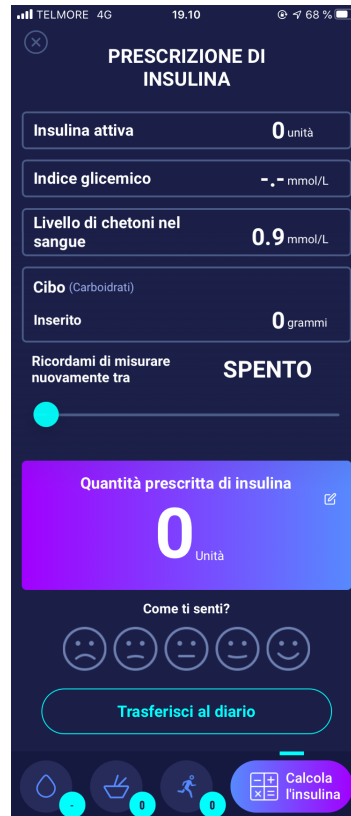 TELMORE 4G 19.10 68 %
PRESCRIZIONE DI
INSULINA
Insulina attiva 0 unità
Indice glicemico -.- mmol/L
Livello di chetoni nel
sangue 0.9 mmol/L
Cibo (Carboidrati)
Inserito 0 grammi
Ricordami di misurare
nuovamente tra SPENTO
Quantità prescritta di insulina
0 Unità
Come ti senti?
Trasferisci al diario
- 0 0
Calcola
l'insulina